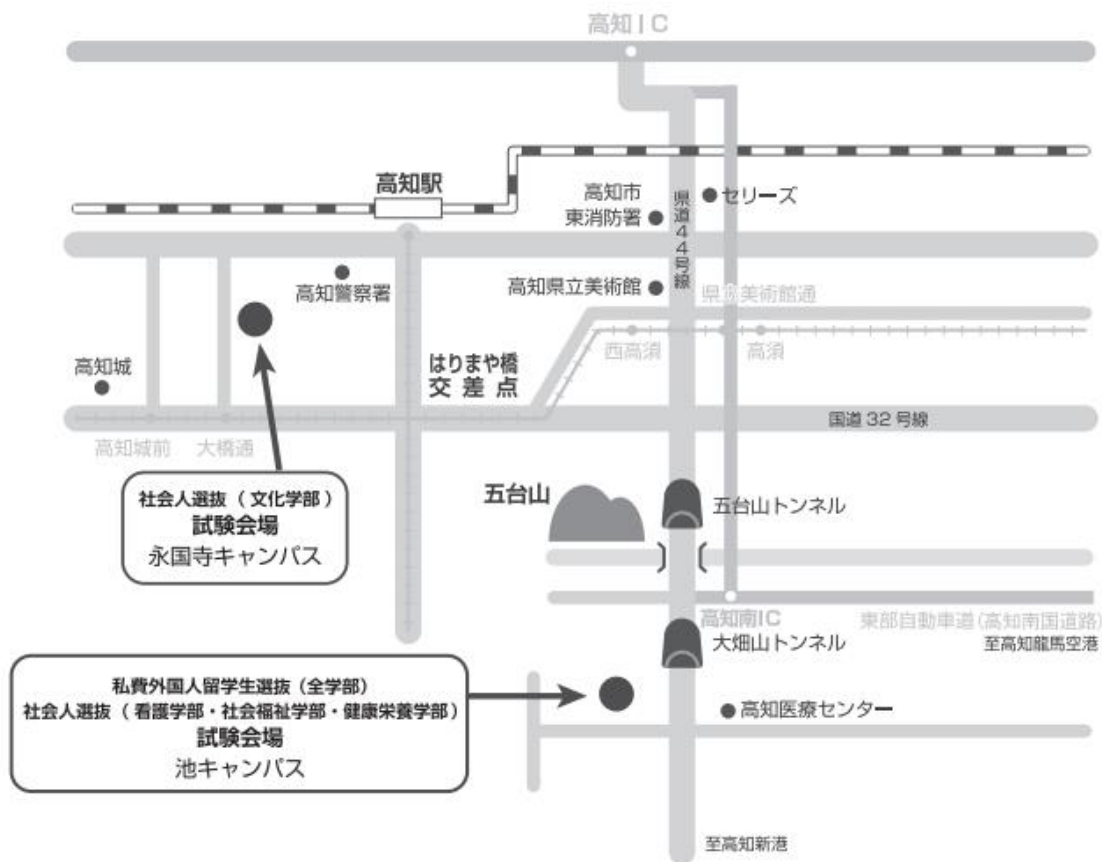 高知IC
高知駅
高知市
東消防署
セリーズ
県道44号線
高知警察署
高知県立美術館
県立美術館通
西高須
高須
高知城
はりまや橋
交差点
国道32号線
高知城前
大橋通
社会人選抜(文化学部)
試験会場
永国寺キャンパス
五台山
五台山トンネル
高知南IC
東部自動車道(高知南国道路)
至高知龍馬空港
大畑山トンネル
私費外国人留学生選抜(全学部)
社会人選抜(看護学部・社会福祉学部・健康栄養学部)
試験会場
池キャンパス
高知医療センター
至高知新港